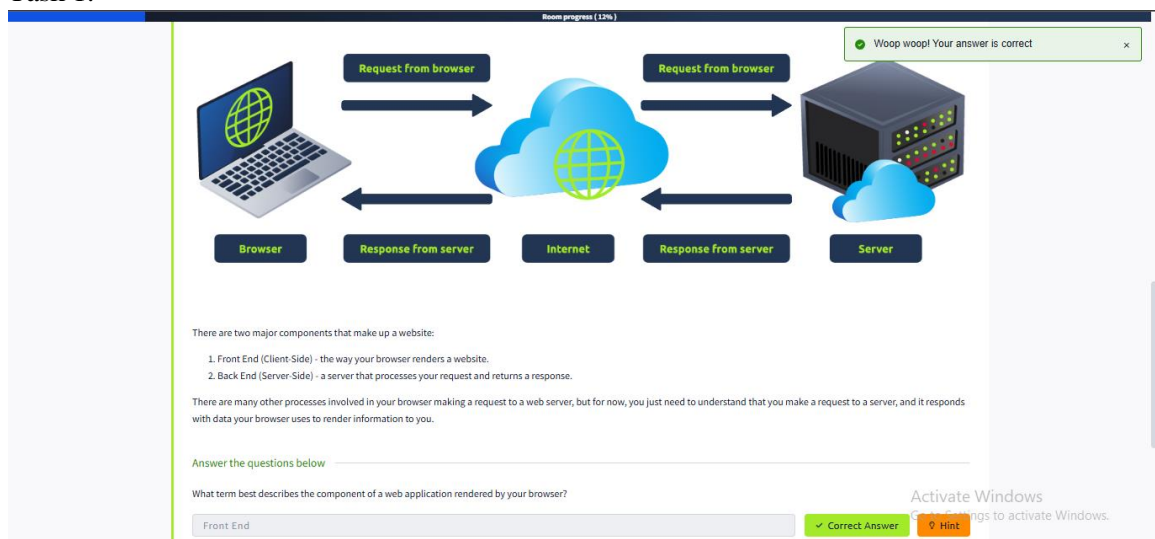 Room progress ( 12% )
Woop woop! Your answer is correct ×
Request from browser Request from browser
Browser Response from server Internet Response from server Server
There are two major components that make up a website:
1. Front End (Client-Side) - the way your browser renders a website.
2. Back End (Server-Side) - a server that processes your request and returns a response.
There are many other processes involved in your browser making a request to a web server, but for now, you just need to understand that you make a request to a server, and it responds
with data your browser uses to render information to you.
Answer the questions below
What term best describes the component of a web application rendered by your browser?
Activate Windows
Front End Correct Answer Hint
to activate Windows.